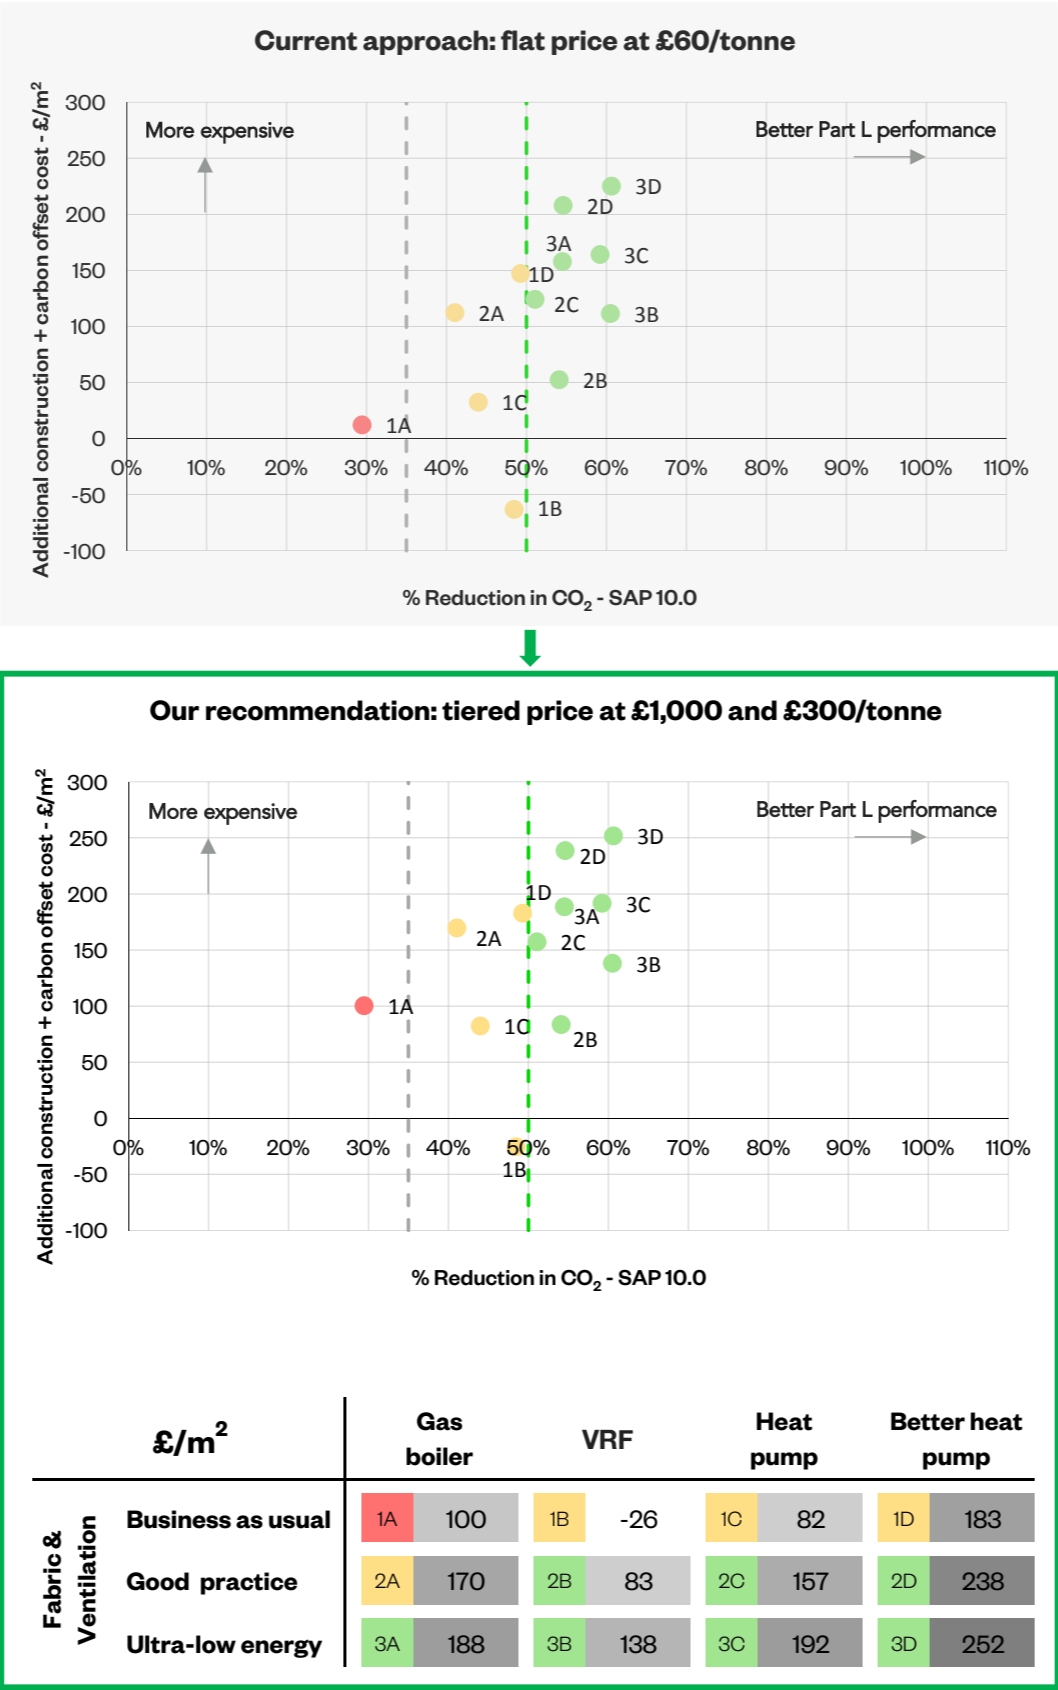 Current approach: flat price at £60/tonne
Additional construction + carbon offset cost - £/m²
300
250
200
150
100
50
0
-50
-100
More expensive
Better Part L performance
3D
2D
3A
3C
1D
2C
2A
3B
2B
1C
1A
1B
0% 10% 20% 30% 40% 50% 60% 70% 80% 90% 100% 110%
% Reduction in CO₂ - SAP 10.0
Our recommendation: tiered price at £1,000 and £300/tonne
Additional construction + carbon offset cost - £/m²
300
250
200
150
100
50
0
-50
-100
More expensive
Better Part L performance
3D
2D
1D
3C
3A
2A
2C
3B
1A
1C
2B
1B
0% 10% 20% 30% 40% 50% 60% 70% 80% 90% 100% 110%
% Reduction in CO₂ - SAP 10.0
£/m²
Gas
boiler
VRF
Heat
pump
Better heat
pump
Fabric &
Ventilation
Business as usual 1A 100 1B -26 1C 82 1D 183
Good practice 2A 170 2B 83 2C 157 2D 238
Ultra-low energy 3A 188 3B 138 3C 192 3D 252